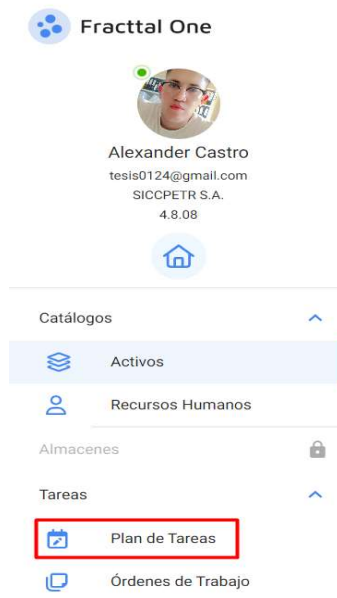 Fracttal One
Alexander Castro
tesis0124@gmail.com
SICCPETR S.A.
4.8.08
Catálogos
Activos
Recursos Humanos
Almacenes
Tareas
Plan de Tareas
Órdenes de Trabajo